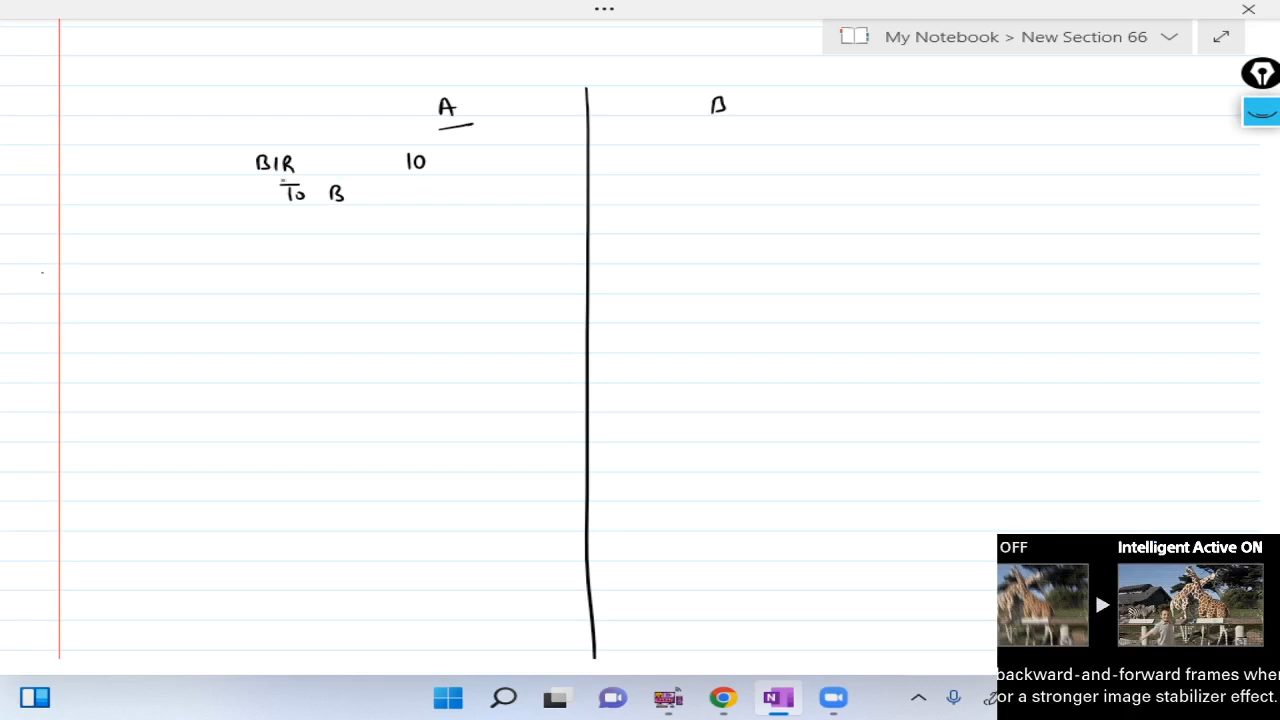 My Notebook > New Section 66
A
B
BIR 10
To B
OFF
Intelligent Active ON
backward-and-forward frames wher
or a stronger image stabilizer effect.